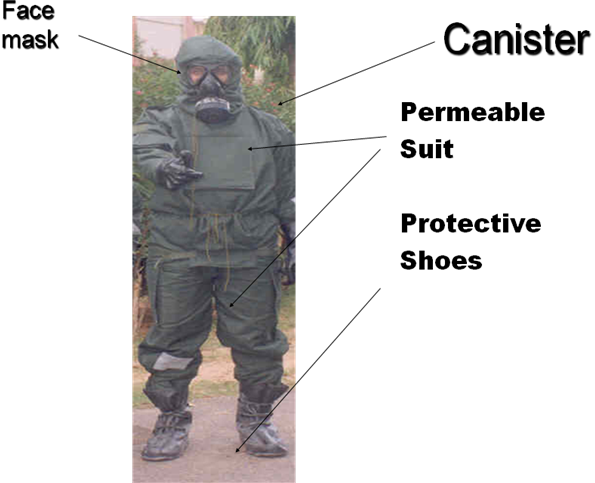 Face
mask
Canister
Permeable
Suit
Protective
Shoes